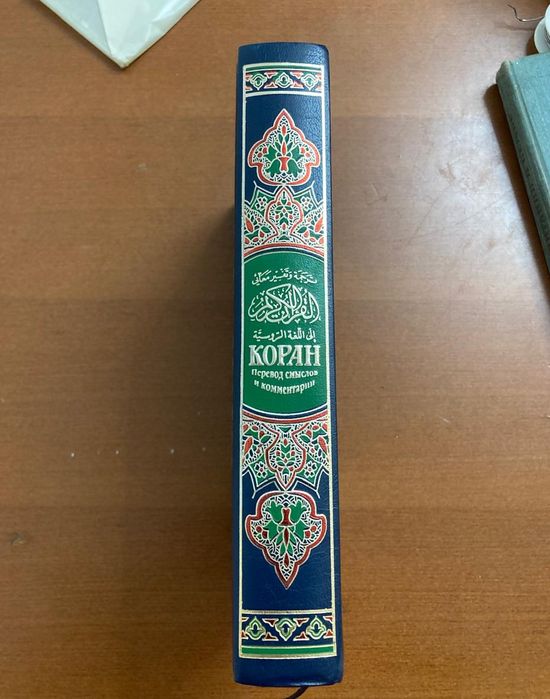 ترجمة وتفسير معاني
القرآن الكريم
إلى اللغة الروسية
КОРАН
Перевод смыслов
и комментарии